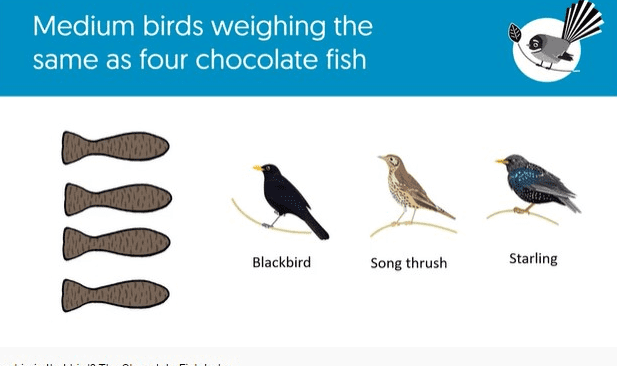 Medium birds weighing the
same as four chocolate fish
Blackbird
Song thrush
Starling